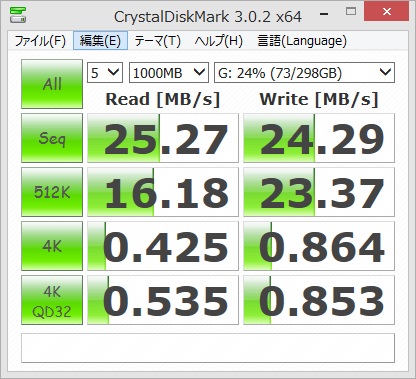 CrystalDiskMark 3.0.2 x64
ファイル(F) 編集(E) テーマ(T) ヘルプ(H) 言語(Language)
All 5 1000MB G: 24% (73/298GB)
Read [MB/s] Write [MB/s]
Seq 25.27 24.29
512K 16.18 23.37
4K 0.425 0.864
4K
QD32 0.535 0.853